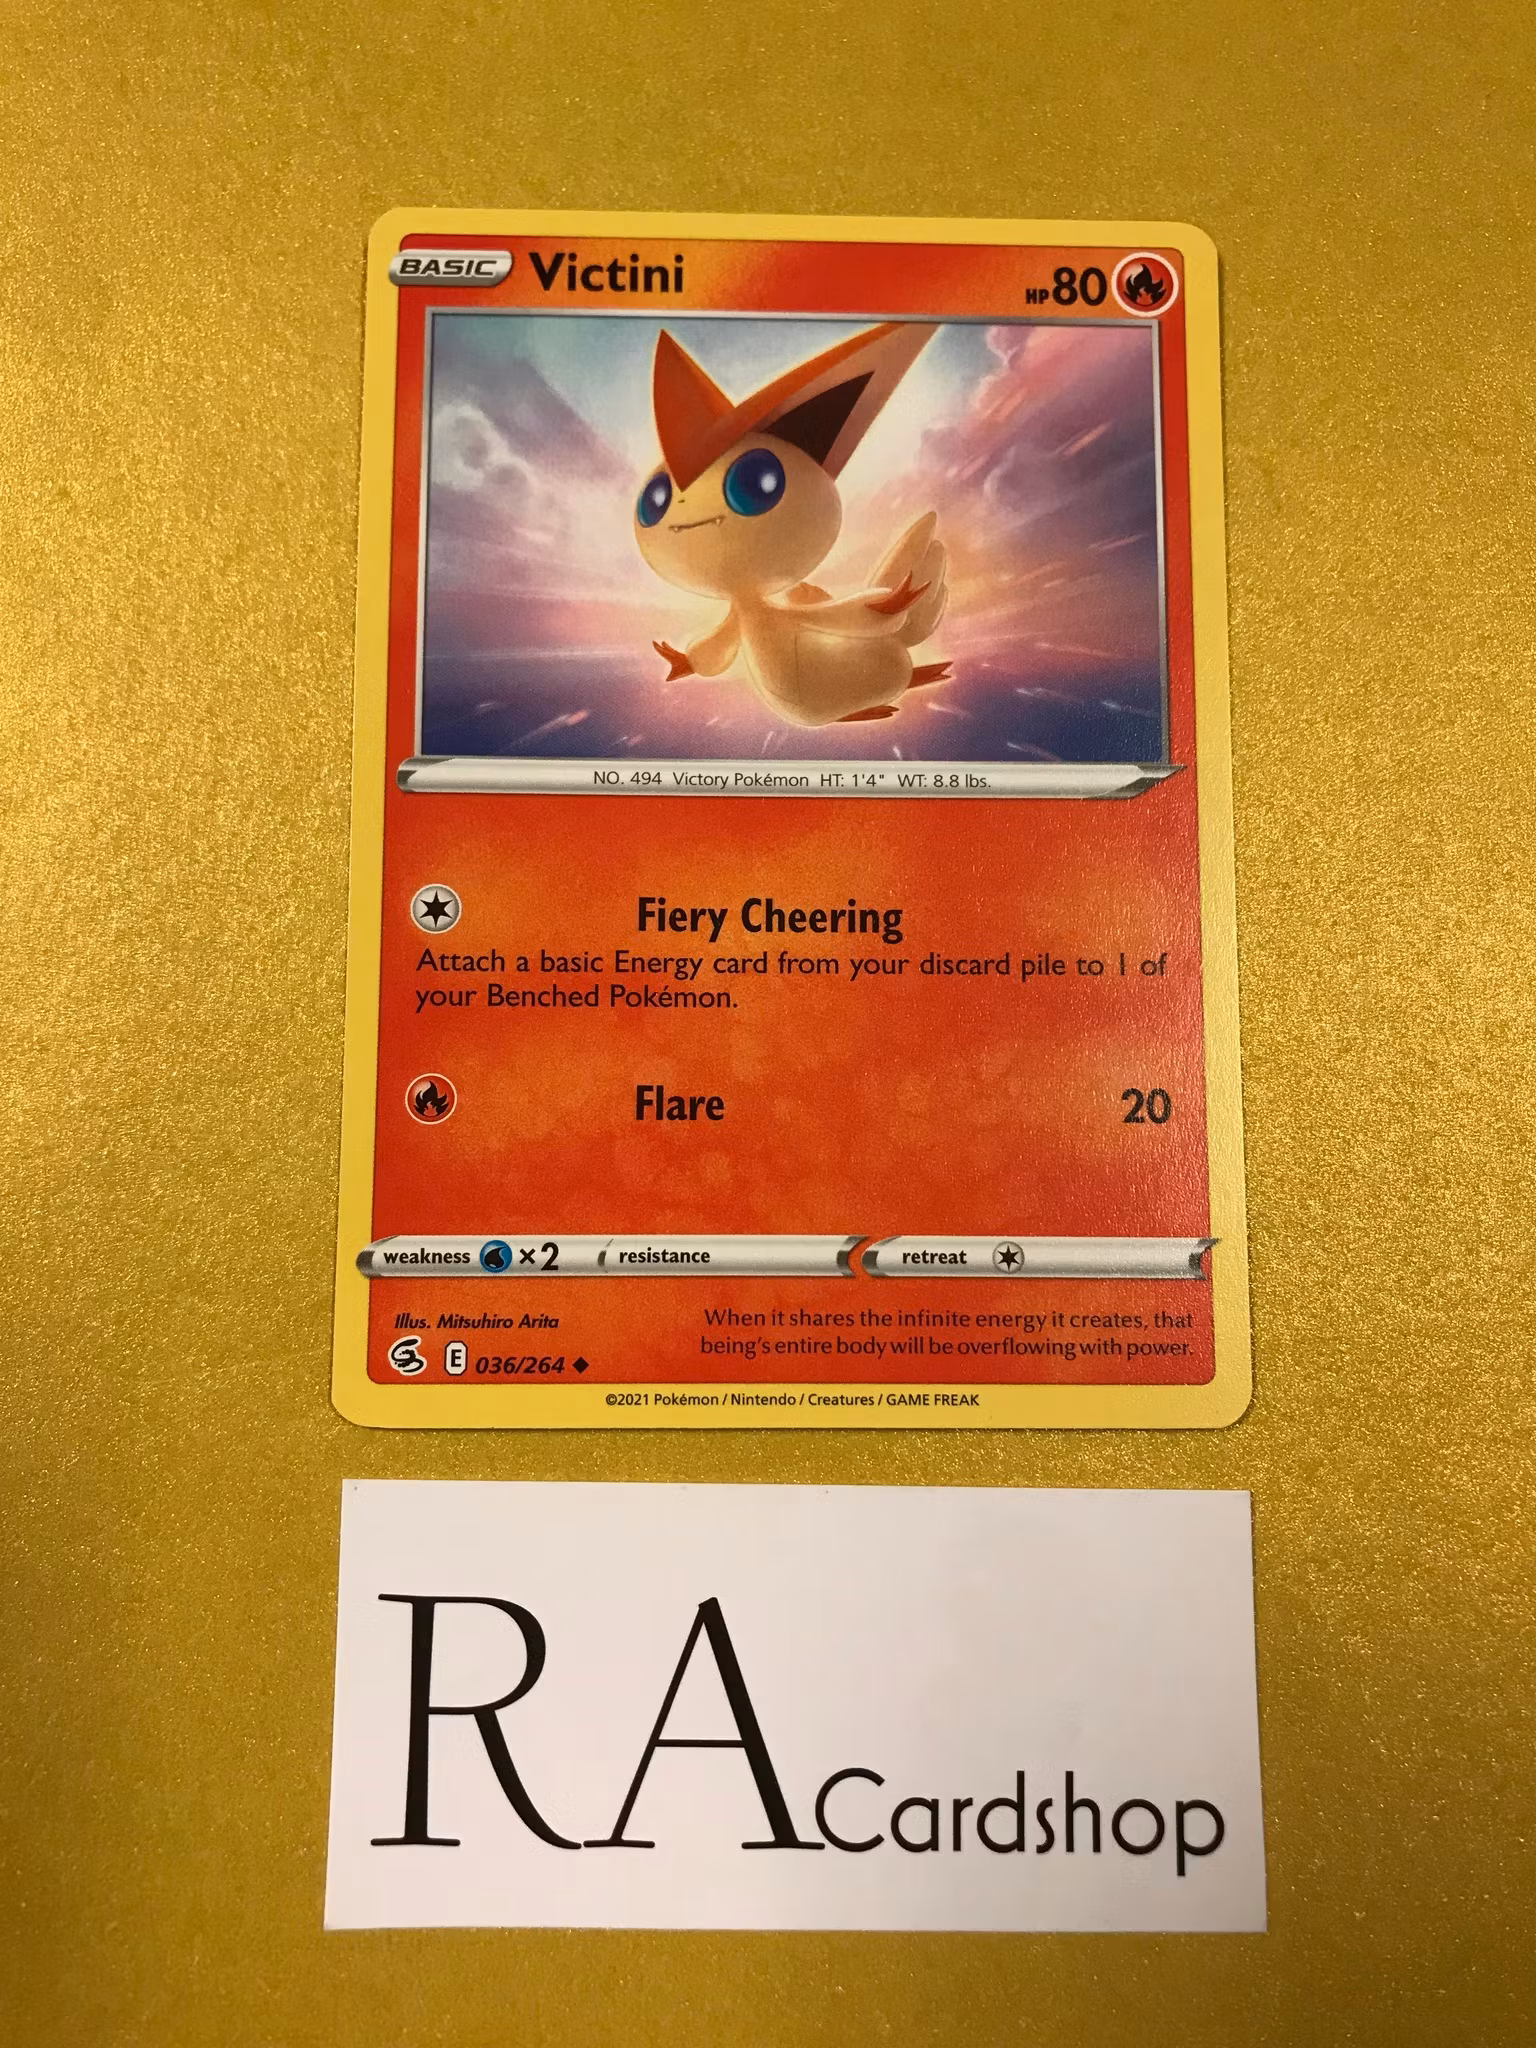 BASIC Victini HP 80
NO. 494 Victory Pokémon HT: 1'4" WT: 8.8 lbs.
Fiery Cheering
Attach a basic Energy card from your discard pile to 1 of
your Benched Pokémon.
Flare 20
weakness ×2 resistance retreat
Illus. Mitsuhiro Arita
When it shares the infinite energy it creates, that
being's entire body will be overflowing with power.
E 036/264
©2021 Pokémon / Nintendo / Creatures / GAME FREAK
RA Cardshop